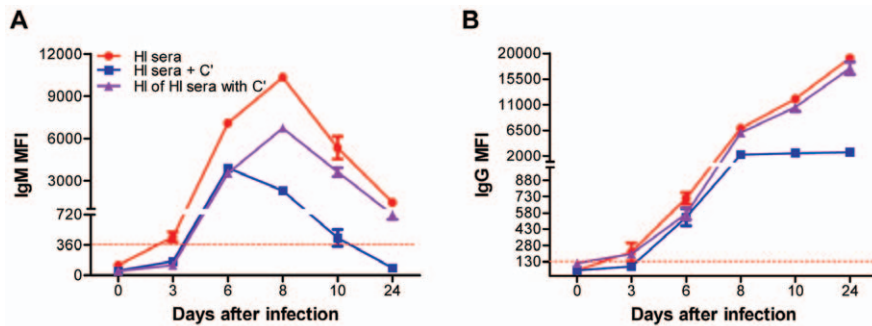 A
HI sera
HI sera + C'
HI of HI sera with C'
IgM MFI
12000
9000
6000
3000
720
360
0
0 3 6 8 10 24
Days after infection
B
IgG MFI
20000
15500
11000
6500
2000
880
730
580
430
280
130
0 3 6 8 10 24
Days after infection